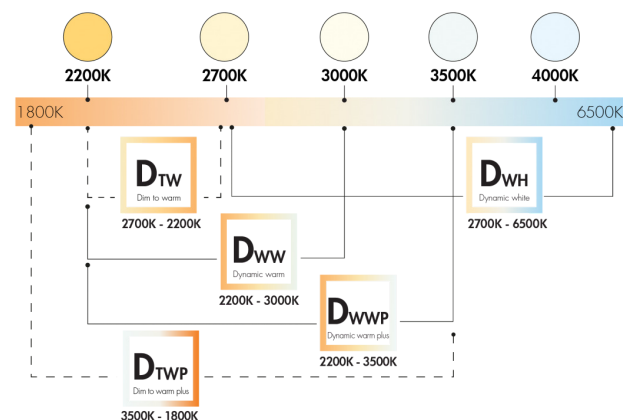 2200K 2700K 3000K 3500K 4000K
1800K 6500K
DTW
Dim to warm
2700K - 2200K
DWH
Dynamic white
2700K - 6500K
DWW
Dynamic warm
2200K - 3000K
DWWP
Dynamic warm plus
2200K - 3500K
DTWP
Dim to warm plus
3500K - 1800K